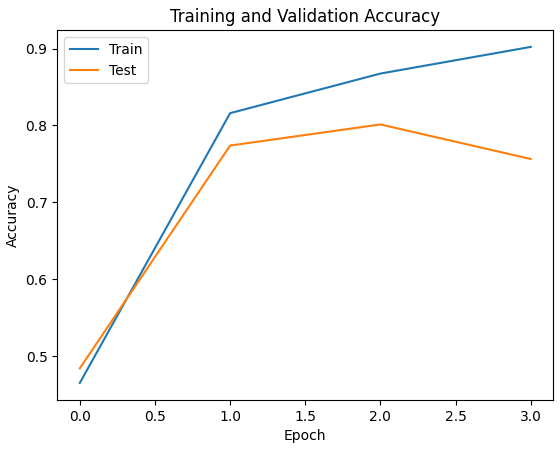 Training and Validation Accuracy
Train
Test
Accuracy
0.9
0.8
0.7
0.6
0.5
0.0 0.5 1.0 1.5 2.0 2.5 3.0
Epoch